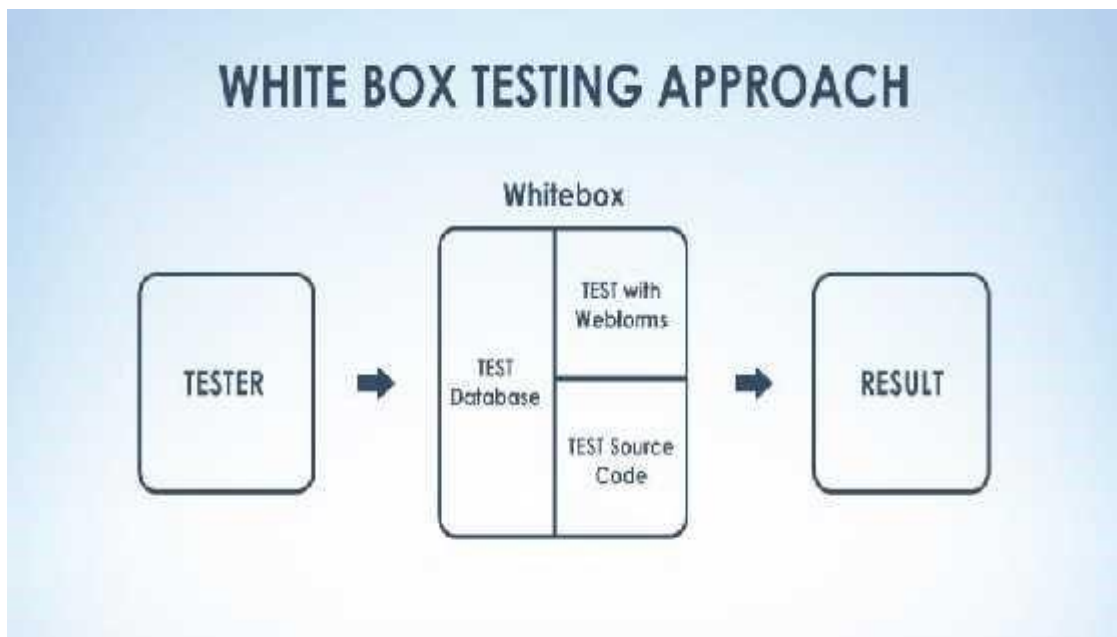 WHITE BOX TESTING APPROACH
Whitebox
TESTER
TEST
Database
TEST with
Webforms
TEST Source
Code
RESULT